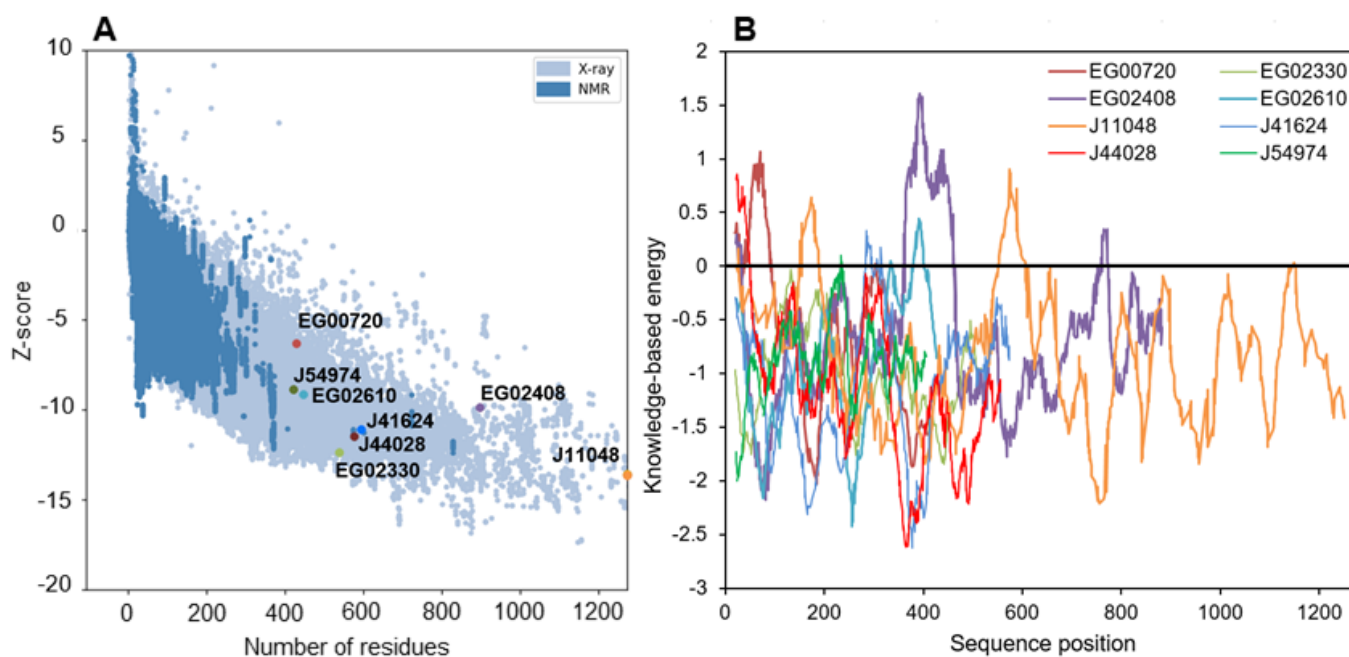 A
10
5
0
-5
-10
-15
-20
Z-score
0
200
400
600
800
1000
1200
Number of residues
X-ray
NMR
EG00720
J54974
EG02610
EG02408
J41624
J44028
J11048
EG02330
B
2
1.5
1
0.5
0
-0.5
-1
-1.5
-2
-2.5
-3
Knowledge-based energy
0
200
400
600
800
1000
1200
Sequence position
EG00720
EG02330
EG02408
EG02610
J11048
J41624
J44028
J54974